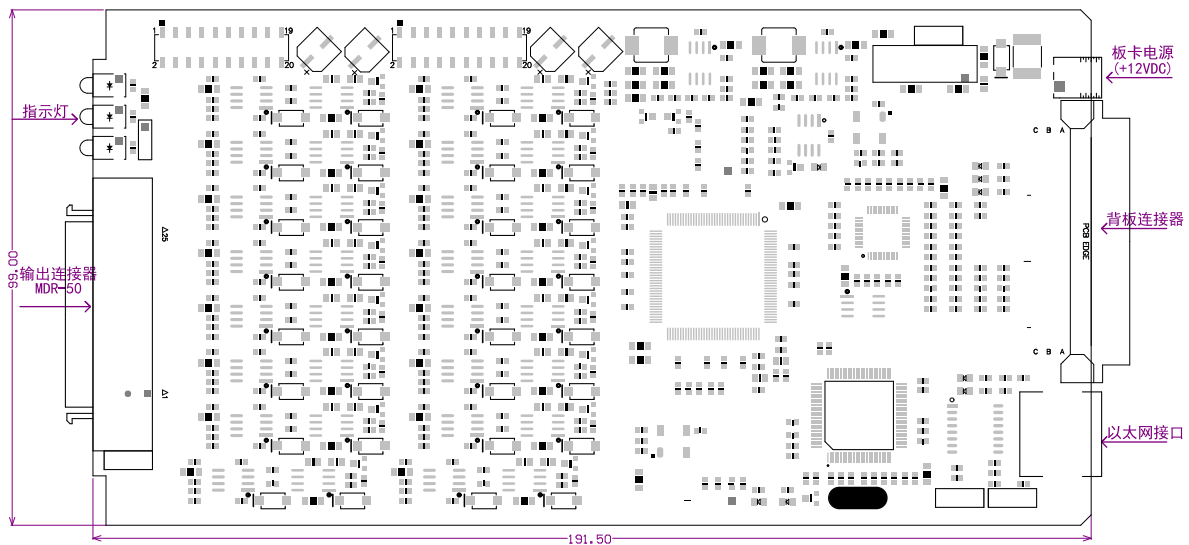 1
19
1
19
2
20
2
20
板卡电源
(+12VDC)
指示灯
C B A
背板连接器
PCB EDGE
△25
99.00
输出连接器
MDR-50
C B A
△1
以太网接口
191.50